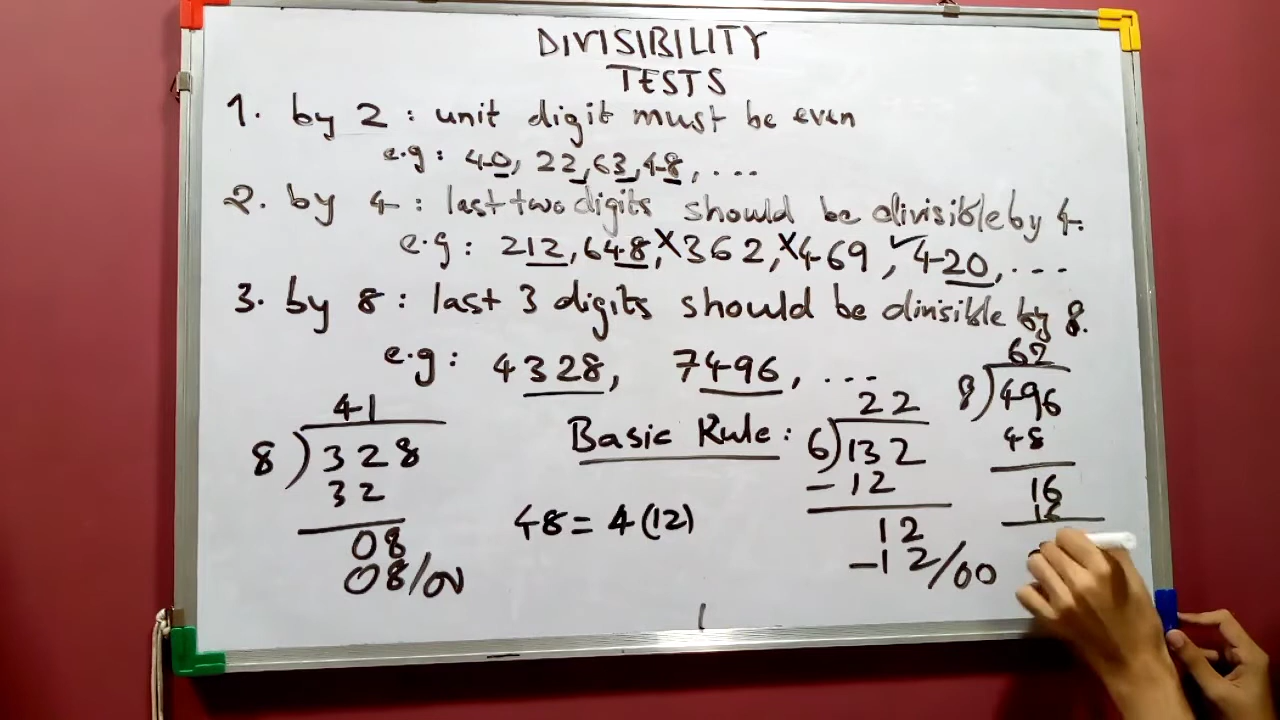 DIVISIBILITY
TESTS
1. by 2 : unit digit must be even
e.g : 40, 22, 63, 48, ...
2. by 4 : last two digits should be divisible by 4.
e.g : 212, 648, ×362, ×469, ✓420, ...
3. by 8 : last 3 digits should be divisible by 8.
e.g : 4328, 7496, ...
41
8)328
32
08
08/00
Basic Rule :
48 = 4(12)
22
6)132
-12
12
-12/00
62
8)496
48
16